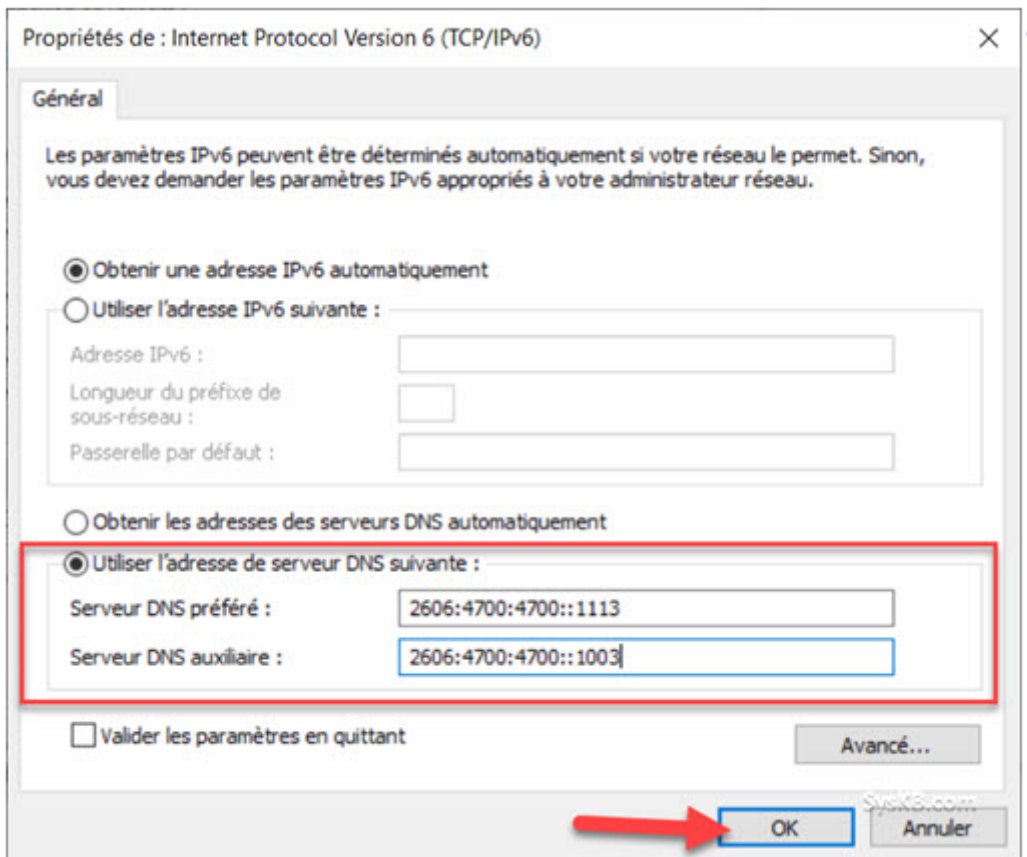 Propriétés de : Internet Protocol Version 6 (TCP/IPv6)
Général
Les paramètres IPv6 peuvent être déterminés automatiquement si votre réseau le permet. Sinon,
vous devez demander les paramètres IPv6 appropriés à votre administrateur réseau.
Obtenir une adresse IPv6 automatiquement
Utiliser l'adresse IPv6 suivante :
Adresse IPv6 :
Longueur du préfixe de
sous-réseau :
Passerelle par défaut :
Obtenir les adresses des serveurs DNS automatiquement
Utiliser l'adresse de serveur DNS suivante :
Serveur DNS préféré : 2606:4700:4700::1113
Serveur DNS auxiliaire : 2606:4700:4700::1003
Valider les paramètres en quittant
Avancé...
SysKB.com
OK Annuler